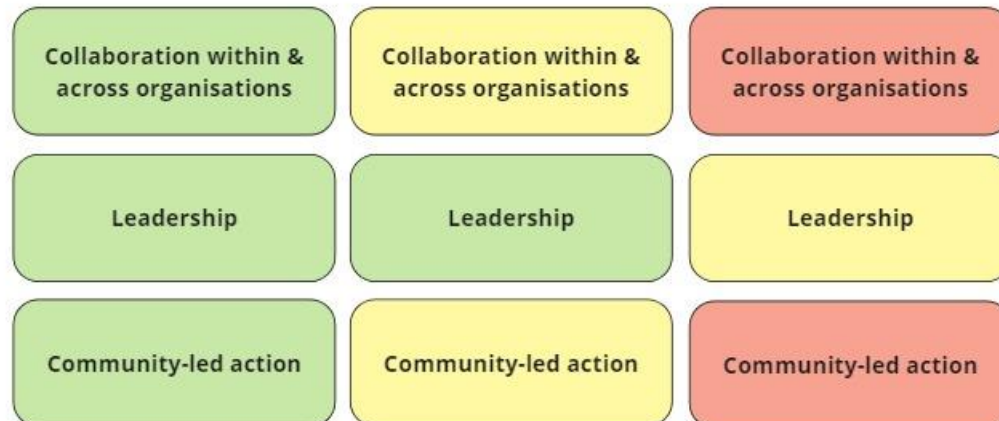 Collaboration within &
across organisations
Collaboration within &
across organisations
Collaboration within &
across organisations
Leadership
Leadership
Leadership
Community-led action
Community-led action
Community-led action